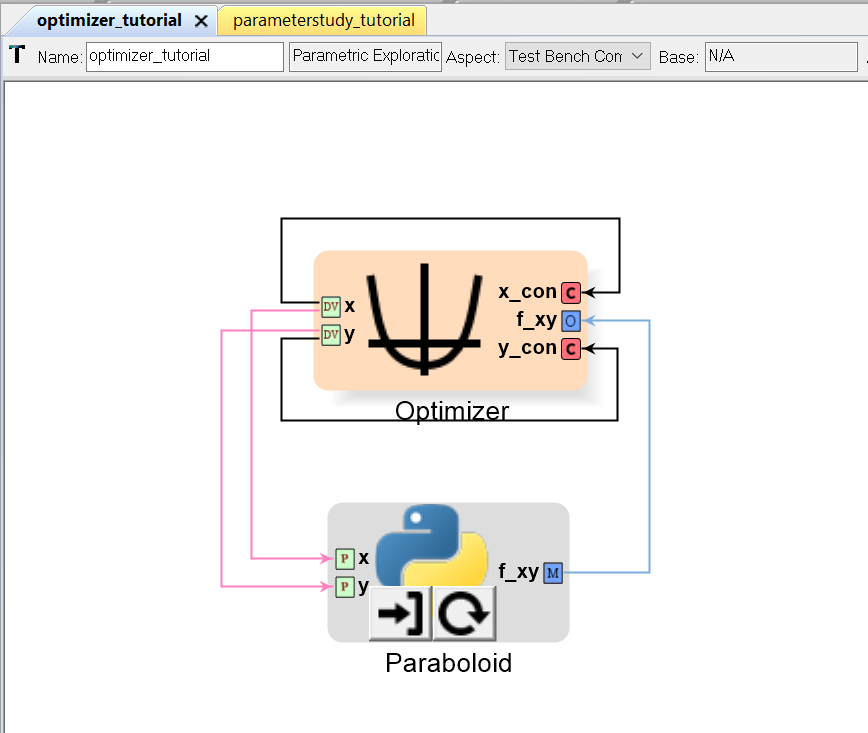 optimizer_tutorial parameterstudy_tutorial
T Name: optimizer_tutorial Parametric Exploratic Aspect: Test Bench Con Base: N/A
x_con C
DV x
f_xy O
DV y
y_con C
Optimizer
P x
f_xy M
P y
Paraboloid